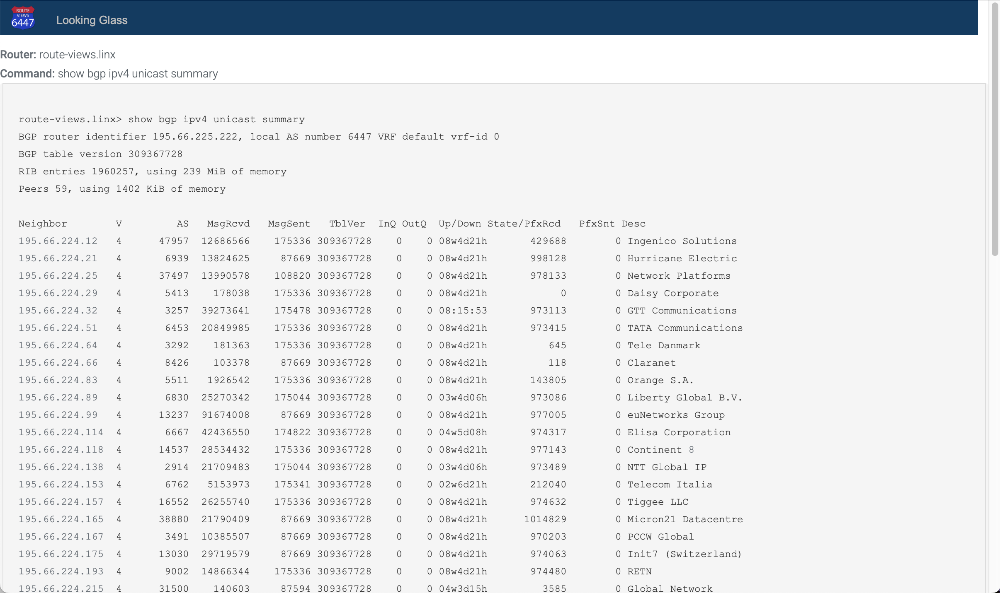 ROUTE
VIEWS
6447
Looking Glass
Router: route-views.linx
Command: show bgp ipv4 unicast summary
route-views.linx> show bgp ipv4 unicast summary
BGP router identifier 195.66.225.222, local AS number 6447 VRF default vrf-id 0
BGP table version 309367728
RIB entries 1960257, using 239 MiB of memory
Peers 59, using 1402 KiB of memory
Neighbor V AS MsgRcvd MsgSent TblVer InQ OutQ Up/Down State/PfxRcd PfxSnt Desc
195.66.224.12 4 47957 12686566 175336 309367728 0 0 08w4d21h 429688 0 Ingenico Solutions
195.66.224.21 4 6939 13824625 87669 309367728 0 0 08w4d21h 998128 0 Hurricane Electric
195.66.224.25 4 37497 13990578 108820 309367728 0 0 08w4d21h 978133 0 Network Platforms
195.66.224.29 4 5413 178038 175336 309367728 0 0 08w4d21h 0 0 Daisy Corporate
195.66.224.32 4 3257 39273641 175478 309367728 0 0 08:15:53 973113 0 GTT Communications
195.66.224.51 4 6453 20849985 175336 309367728 0 0 08w4d21h 973415 0 TATA Communications
195.66.224.64 4 3292 181363 175336 309367728 0 0 08w4d21h 645 0 Tele Danmark
195.66.224.66 4 8426 103378 87669 309367728 0 0 08w4d21h 118 0 Claranet
195.66.224.83 4 5511 1926542 175336 309367728 0 0 08w4d21h 143805 0 Orange S.A.
195.66.224.89 4 6830 25270342 175044 309367728 0 0 03w4d06h 973086 0 Liberty Global B.V.
195.66.224.99 4 13237 91674008 87669 309367728 0 0 08w4d21h 977005 0 euNetworks Group
195.66.224.114 4 6667 42436550 174822 309367728 0 0 04w5d08h 974317 0 Elisa Corporation
195.66.224.118 4 14537 28534432 175336 309367728 0 0 08w4d21h 977143 0 Continent 8
195.66.224.138 4 2914 21709483 175044 309367728 0 0 03w4d06h 973489 0 NTT Global IP
195.66.224.153 4 6762 5153973 175341 309367728 0 0 02w6d21h 212040 0 Telecom Italia
195.66.224.157 4 16552 26255740 175336 309367728 0 0 08w4d21h 974632 0 Tiggee LLC
195.66.224.165 4 38880 21790409 87669 309367728 0 0 08w4d21h 1014829 0 Micron21 Datacentre
195.66.224.167 4 3491 10385507 87669 309367728 0 0 08w4d21h 970203 0 PCCW Global
195.66.224.175 4 13030 29719579 87669 309367728 0 0 08w4d21h 974063 0 Init7 (Switzerland)
195.66.224.193 4 9002 14866344 175336 309367728 0 0 08w4d21h 974480 0 RETN
195.66.224.215 4 31500 140603 87594 309367728 0 0 04w3d15h 3585 0 Global Network